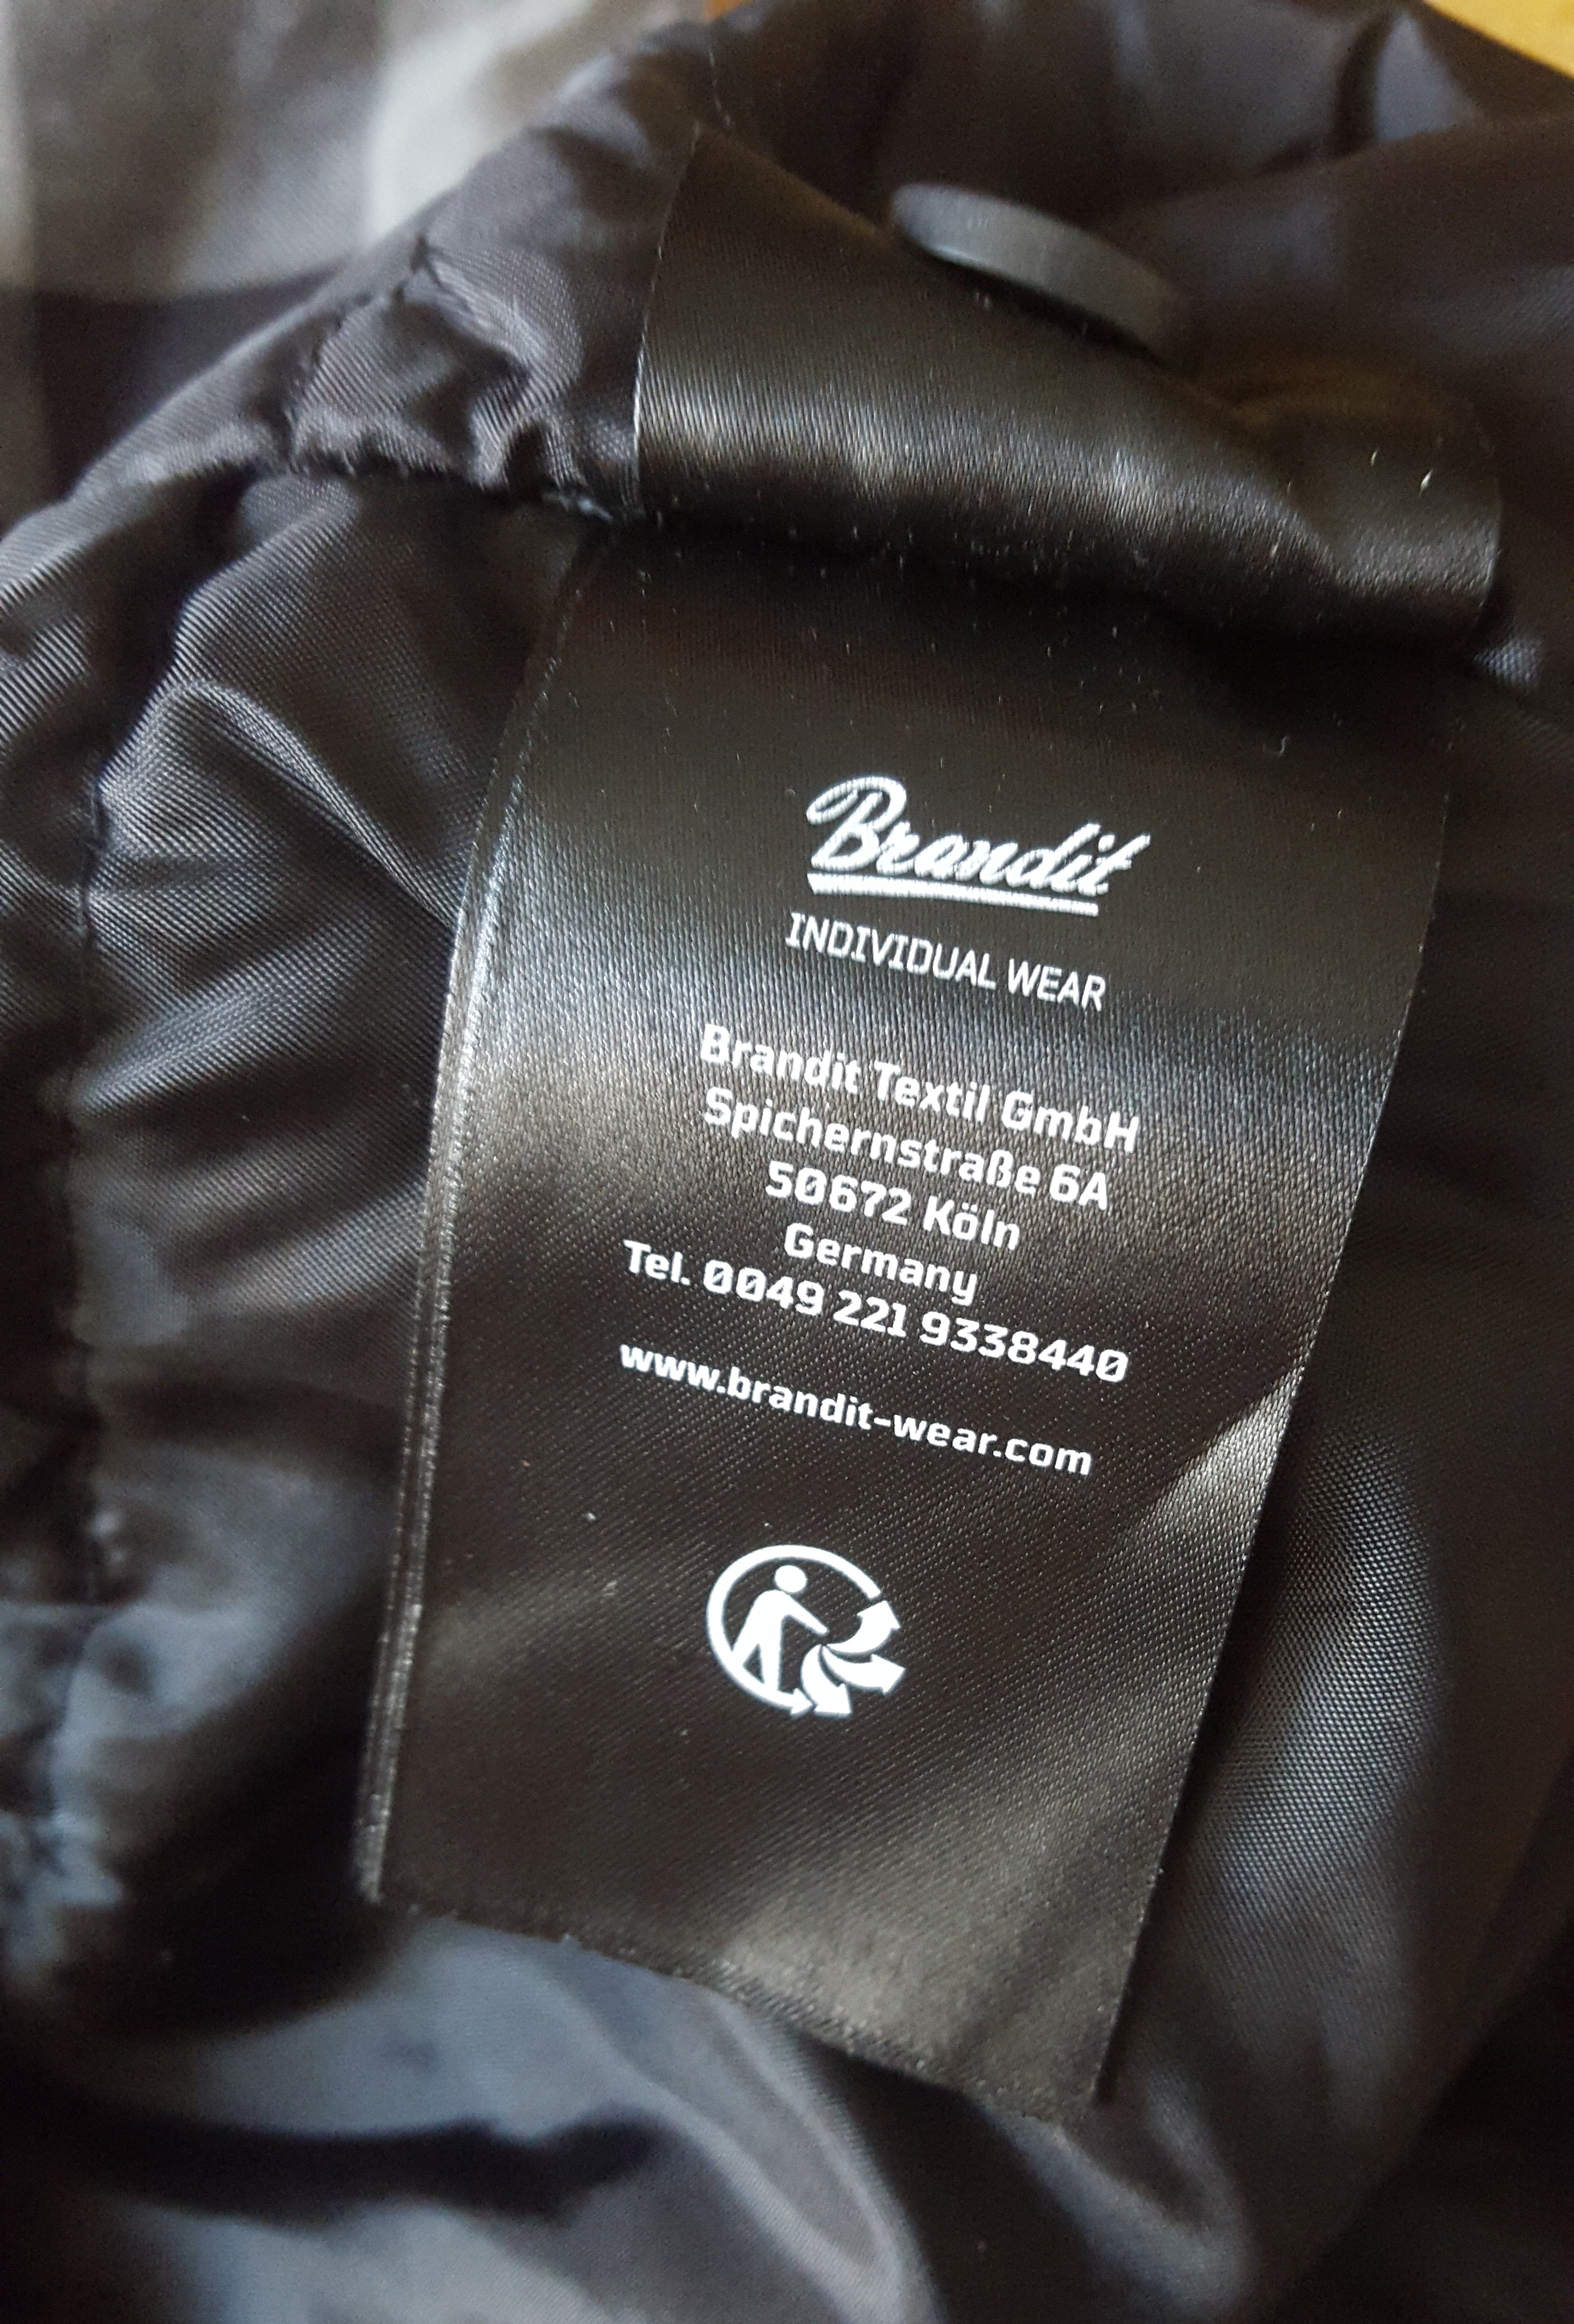 Brandit
INDIVIDUAL WEAR
Brandit Textil GmbH
Spichernstraße 6A
50672 Köln
Germany
Tel. 0049 221 9338440
www.brandit-wear.com